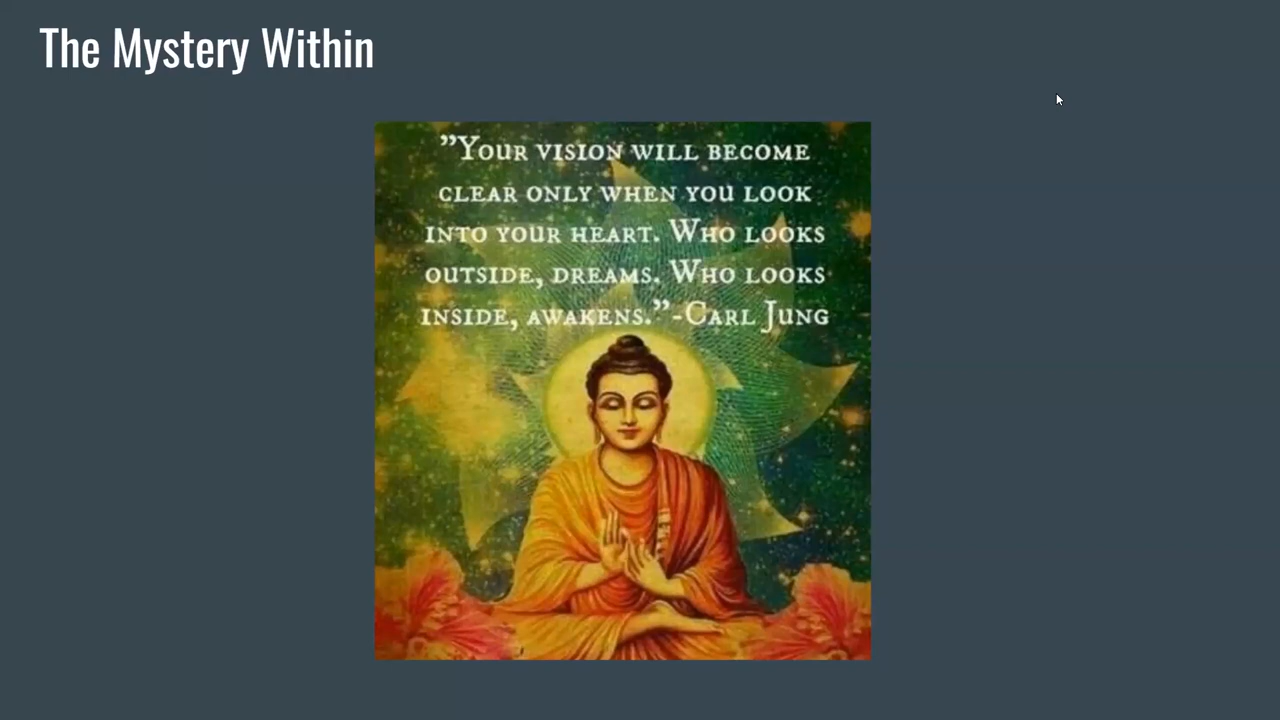 The Mystery Within
”Your vision will become
clear only when you look
into your heart. Who looks
outside, dreams. Who looks
inside, awakens.”-Carl Jung